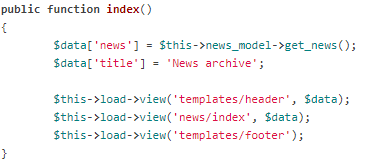 public function index()
{
        $data['news'] = $this->news_model->get_news();
        $data['title'] = 'News archive';

        $this->load->view('templates/header', $data);
        $this->load->view('news/index', $data);
        $this->load->view('templates/footer');
}